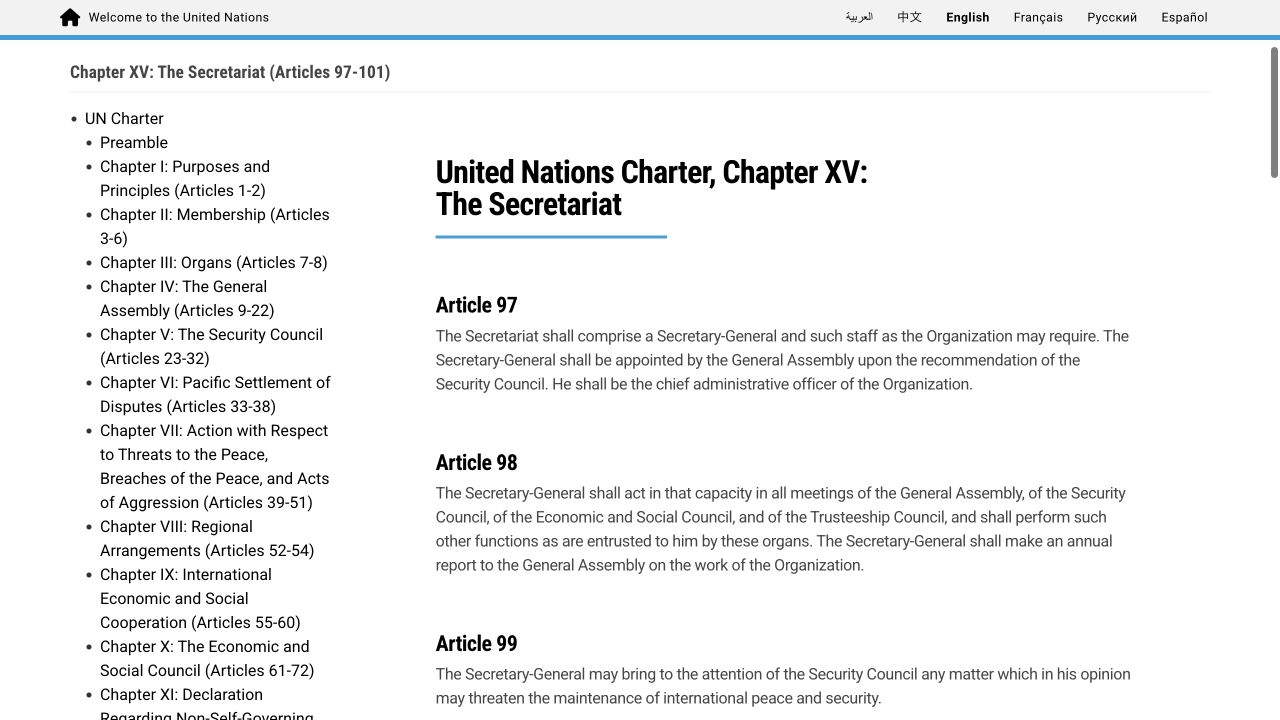 Welcome to the United Nations
العربية 中文 English Français Русский Español
Chapter XV: The Secretariat (Articles 97-101)
UN Charter
Preamble
Chapter I: Purposes and
Principles (Articles 1-2)
Chapter II: Membership (Articles
3-6)
Chapter III: Organs (Articles 7-8)
Chapter IV: The General
Assembly (Articles 9-22)
Chapter V: The Security Council
(Articles 23-32)
Chapter VI: Pacific Settlement of
Disputes (Articles 33-38)
Chapter VII: Action with Respect
to Threats to the Peace,
Breaches of the Peace, and Acts
of Aggression (Articles 39-51)
Chapter VIII: Regional
Arrangements (Articles 52-54)
Chapter IX: International
Economic and Social
Cooperation (Articles 55-60)
Chapter X: The Economic and
Social Council (Articles 61-72)
Chapter XI: Declaration
Regarding Non-Self-Governing
United Nations Charter, Chapter XV:
The Secretariat
Article 97
The Secretariat shall comprise a Secretary-General and such staff as the Organization may require. The
Secretary-General shall be appointed by the General Assembly upon the recommendation of the
Security Council. He shall be the chief administrative officer of the Organization.
Article 98
The Secretary-General shall act in that capacity in all meetings of the General Assembly, of the Security
Council, of the Economic and Social Council, and of the Trusteeship Council, and shall perform such
other functions as are entrusted to him by these organs. The Secretary-General shall make an annual
report to the General Assembly on the work of the Organization.
Article 99
The Secretary-General may bring to the attention of the Security Council any matter which in his opinion
may threaten the maintenance of international peace and security.